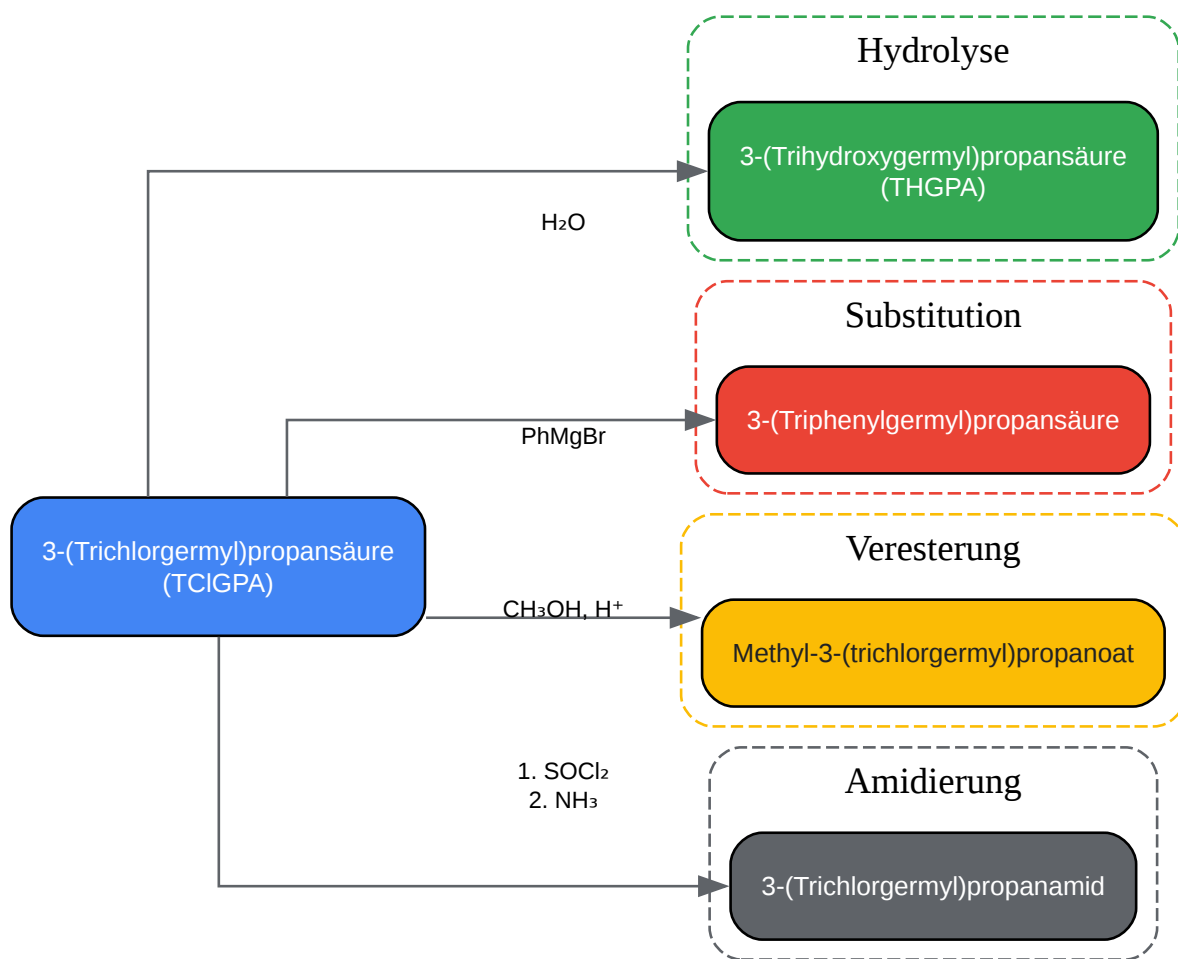 Hydrolyse
3-(Trihydroxygermyl)propansäure
(THGPA)
H₂O
Substitution
3-(Triphenylgermyl)propansäure
PhMgBr
3-(Trichlorgermyl)propansäure
(TClGPA)
Veresterung
CH₃OH, H⁺
Methyl-3-(trichlorgermyl)propanoat
1. SOCl₂
2. NH₃
Amidierung
3-(Trichlorgermyl)propanamid